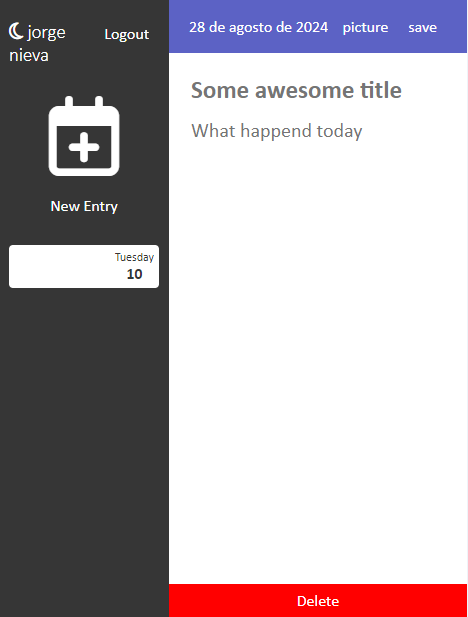 jorge
nieva
Logout
New Entry
Tuesday
10
28 de agosto de 2024 picture save
Some awesome title
What happend today
Delete